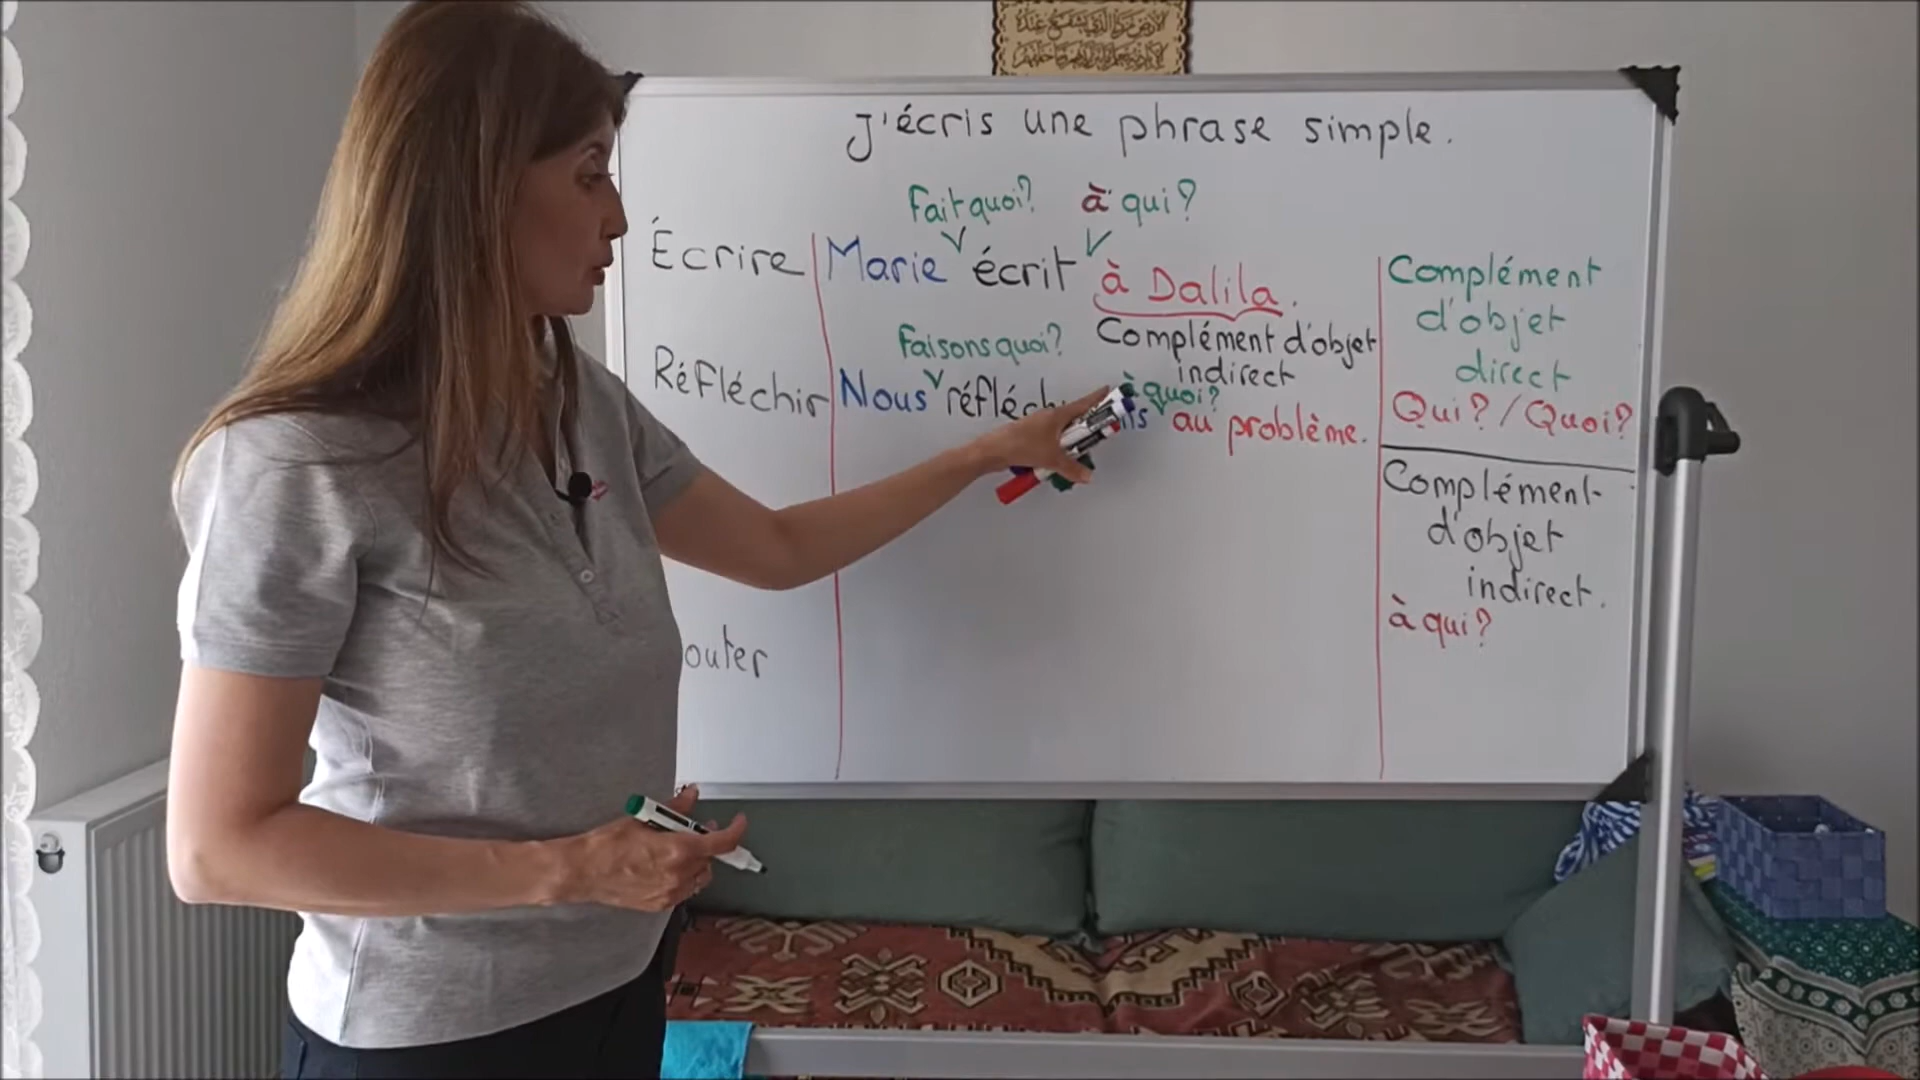 J'écris une phrase simple.
Fait quoi? à qui?
Écrire Marie écrit à Dalila.
Complément d'objet
indirect
Faisons quoi? à quoi?
Réfléchir Nous au problème.
outer
Complément
d'objet
direct
Qui? / Quoi?
Complément
d'objet
indirect.
à qui?